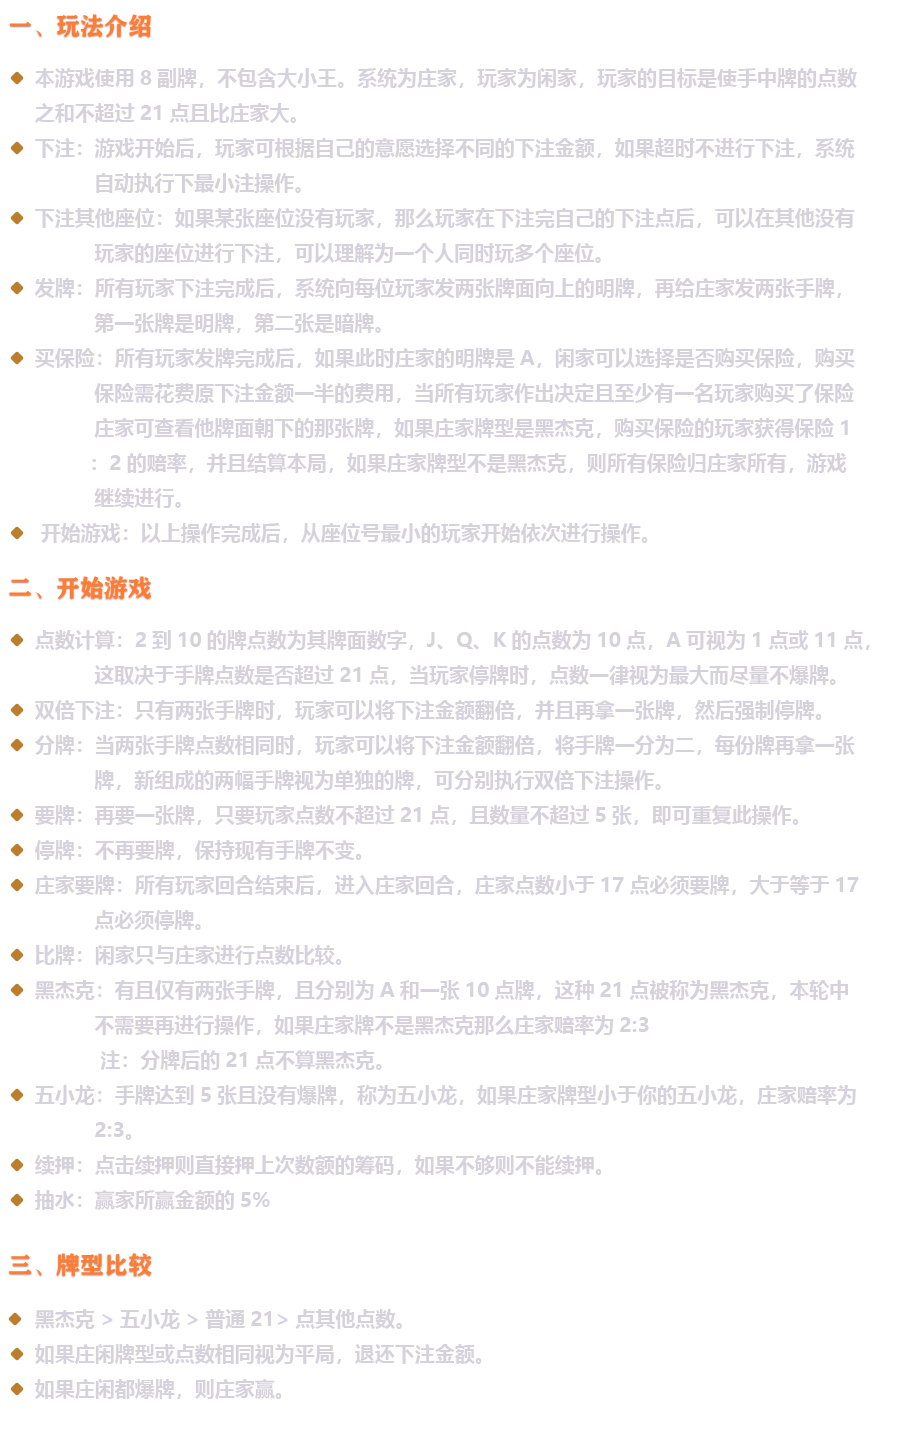 一、玩法介绍
本游戏使用 8 副牌，不包含大小王。系统为庄家，玩家为闲家，玩家的目标是使手中牌的点数
之和不超过 21 点且比庄家大。
下注：游戏开始后，玩家可根据自己的意愿选择不同的下注金额，如果超时不进行下注，系统
自动执行下最小注操作。
下注其他座位：如果某张座位没有玩家，那么玩家在下注完自己的下注点后，可以在其他没有
玩家的座位进行下注，可以理解为一个人同时玩多个座位。
发牌：所有玩家下注完成后，系统向每位玩家发两张牌面向上的明牌，再给庄家发两张手牌，
第一张牌是明牌，第二张是暗牌。
买保险：所有玩家发牌完成后，如果此时庄家的明牌是 A，闲家可以选择是否购买保险，购买
保险需花费原下注金额一半的费用，当所有玩家作出决定且至少有一名玩家购买了保险
庄家可查看他牌面朝下的那张牌，如果庄家牌型是黑杰克，购买保险的玩家获得保险 1
：2 的赔率，并且结算本局，如果庄家牌型不是黑杰克，则所有保险归庄家所有，游戏
继续进行。
开始游戏：以上操作完成后，从座位号最小的玩家开始依次进行操作。
二、开始游戏
点数计算：2 到 10 的牌点数为其牌面数字，J、Q、K 的点数为 10 点，A 可视为 1 点或 11 点，
这取决于手牌点数是否超过 21 点，当玩家停牌时，点数一律视为最大而尽量不爆牌。
双倍下注：只有两张手牌时，玩家可以将下注金额翻倍，并且再拿一张牌，然后强制停牌。
分牌：当两张手牌点数相同时，玩家可以将下注金额翻倍，将手牌一分为二，每份牌再拿一张
牌，新组成的两幅手牌视为单独的牌，可分别执行双倍下注操作。
要牌：再要一张牌，只要玩家点数不超过 21 点，且数量不超过 5 张，即可重复此操作。
停牌：不再要牌，保持现有手牌不变。
庄家要牌：所有玩家回合结束后，进入庄家回合，庄家点数小于 17 点必须要牌，大于等于 17
点必须停牌。
比牌：闲家只与庄家进行点数比较。
黑杰克：有且仅有两张手牌，且分别为 A 和一张 10 点牌，这种 21 点被称为黑杰克，本轮中
不需要再进行操作，如果庄家牌不是黑杰克那么庄家赔率为 2:3
注：分牌后的 21 点不算黑杰克。
五小龙：手牌达到 5 张且没有爆牌，称为五小龙，如果庄家牌型小于你的五小龙，庄家赔率为
2:3。
续押：点击续押则直接押上次数额的筹码，如果不够则不能续押。
抽水：赢家所赢金额的 5%
三、牌型比较
黑杰克 > 五小龙 > 普通 21> 点其他点数。
如果庄闲牌型或点数相同视为平局，退还下注金额。
如果庄闲都爆牌，则庄家赢。